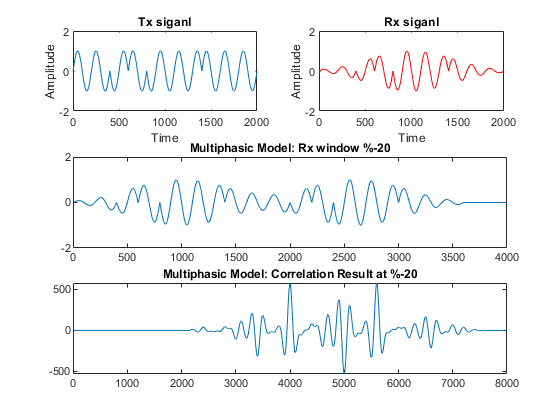 Tx siganl
Rx siganl
2
0
-2
Amplitude
0 500 1000 1500 2000
Time
2
0
-2
Amplitude
0 500 1000 1500 2000
Time
Multiphasic Model: Rx window %-20
2
0
-2
0 500 1000 1500 2000 2500 3000 3500 4000
Multiphasic Model: Correlation Result at %-20
500
0
-500
0 1000 2000 3000 4000 5000 6000 7000 8000